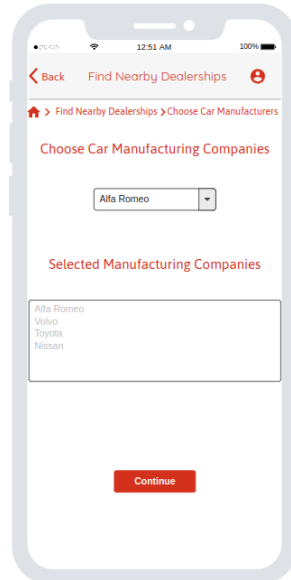 12:51 AM 100%
Back Find Nearby Dealerships
Find Nearby Dealerships Choose Car Manufacturers
Choose Car Manufacturing Companies
Alfa Romeo
Selected Manufacturing Companies
Alfa Romeo
Volvo
Toyota
Nissan
Continue